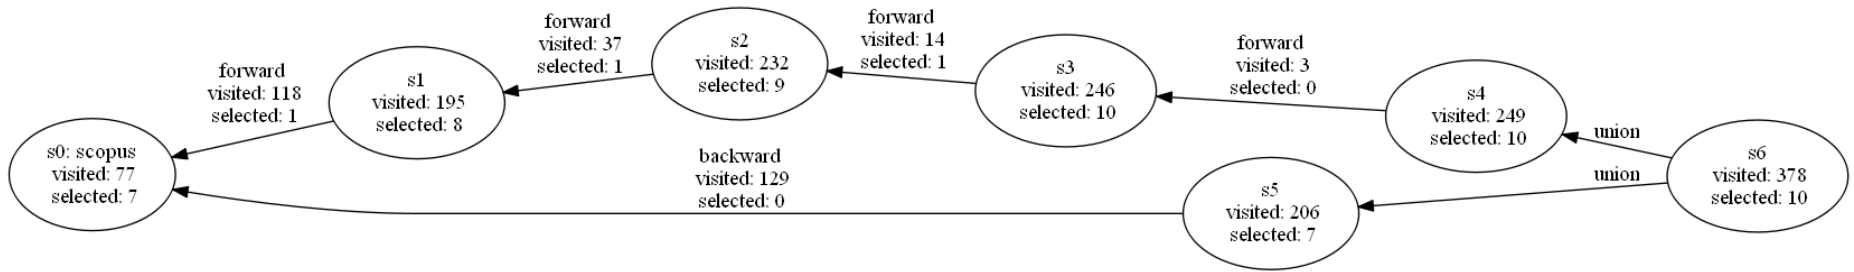 s0: scopus
visited: 77
selected: 7
forward
visited: 118
selected: 1
s1
visited: 195
selected: 8
forward
visited: 37
selected: 1
s2
visited: 232
selected: 9
forward
visited: 14
selected: 1
s3
visited: 246
selected: 10
forward
visited: 3
selected: 0
s4
visited: 249
selected: 10
backward
visited: 129
selected: 0
s5
visited: 206
selected: 7
union
union
s6
visited: 378
selected: 10